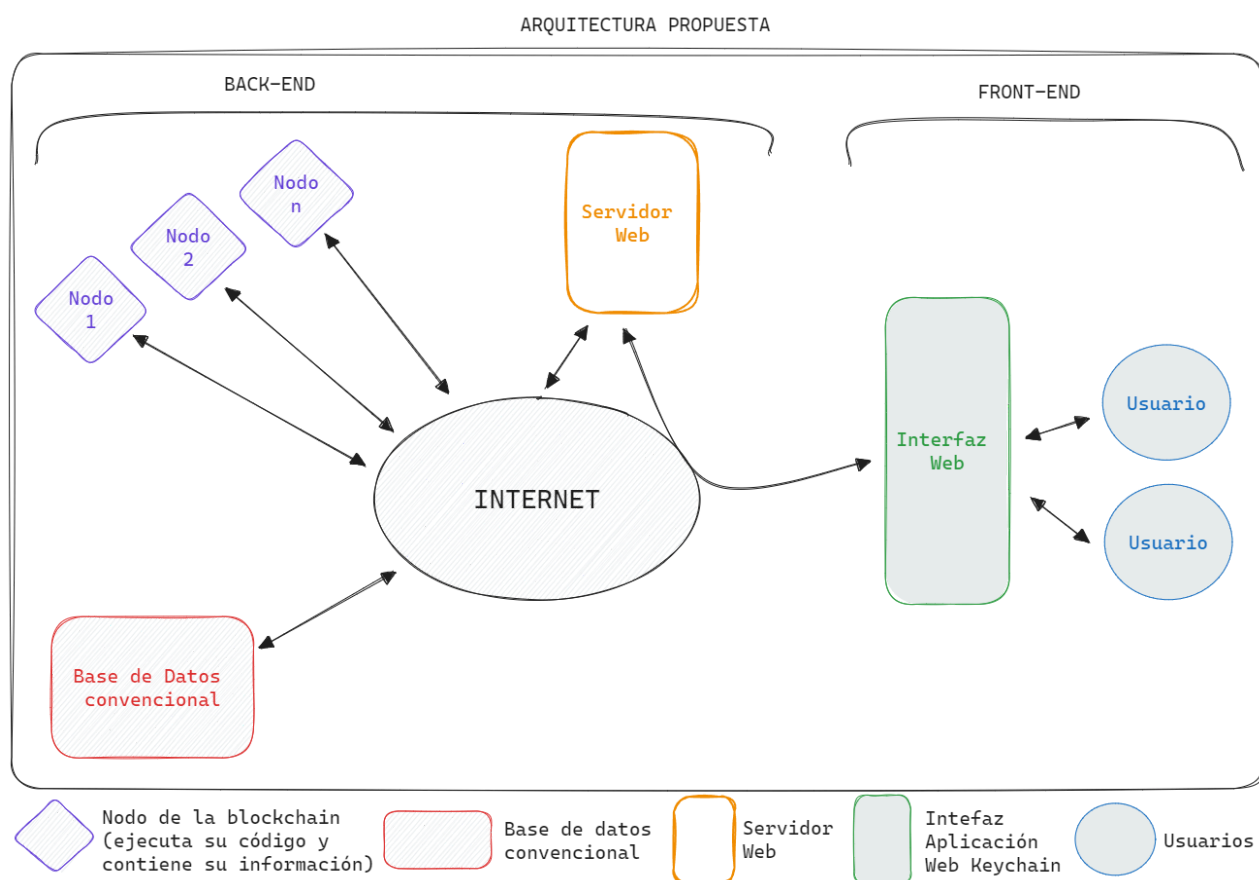 ARQUITECTURA PROPUESTA
BACK-END
FRONT-END
Nodo
n
Nodo
2
Nodo
1
Servidor
Web
Interfaz
Web
Usuario
Usuario
INTERNET
Base de Datos
convencional
Nodo de la blockchain
(ejecuta su código y
contiene su información)
Base de datos
convencional
Servidor
Web
Intefaz
Aplicación
Web Keychain
Usuarios